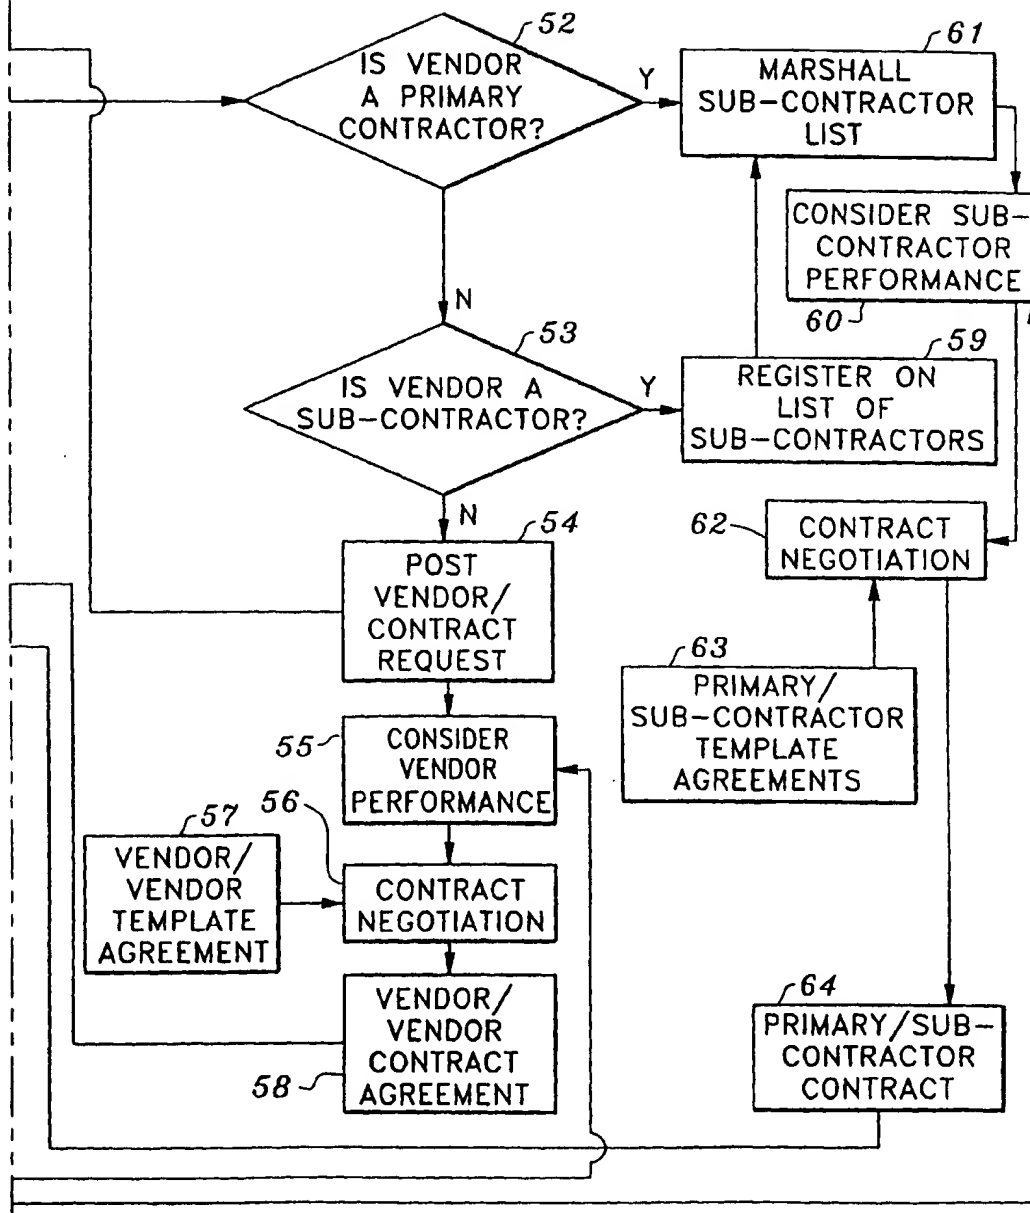 52
IS VENDOR
A PRIMARY
CONTRACTOR?
Y
61
MARSHALL
SUB-CONTRACTOR
LIST
CONSIDER SUB-
CONTRACTOR
PERFORMANCE
60
N
53
IS VENDOR A
SUB-CONTRACTOR?
Y
59
REGISTER ON
LIST OF
SUB-CONTRACTORS
N
54
POST
VENDOR/
CONTRACT
REQUEST
62
CONTRACT
NEGOTIATION
63
PRIMARY/
SUB-CONTRACTOR
TEMPLATE
AGREEMENTS
55
CONSIDER
VENDOR
PERFORMANCE
56
57
VENDOR/
VENDOR
TEMPLATE
AGREEMENT
CONTRACT
NEGOTIATION
VENDOR/
VENDOR
CONTRACT
AGREEMENT
58
64
PRIMARY/SUB-
CONTRACTOR
CONTRACT